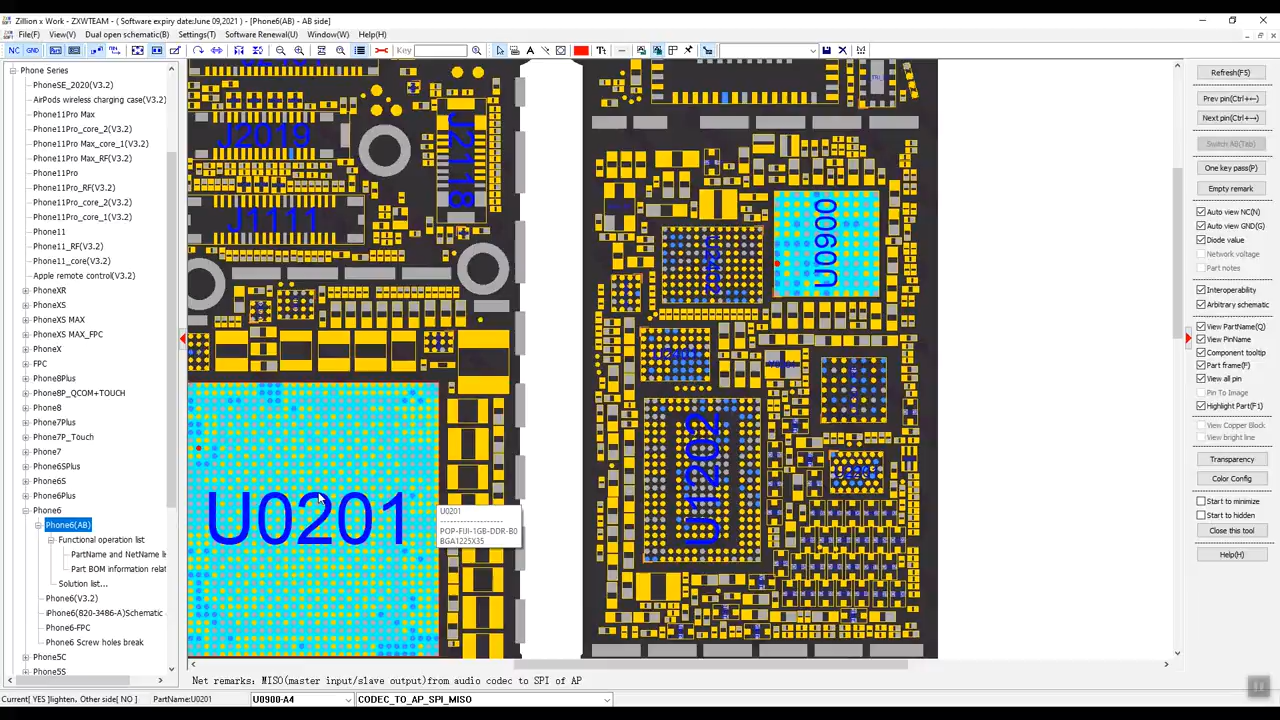 Zillion x Work - ZXWTEAM - ( Software expiry date:June 09,2021 ) - [Phone6(AB) - AB side]
File(F) View(V) Dual open schematic(B) Settings(T) Software Renewal(U) Window(W) Help(H)
NC GND Key
Phone Series
PhoneSE_2020(V3.2)
AirPods wireless charging case(V3.2)
Phone11Pro Max
Phone11Pro_core_2(V3.2)
Phone11Pro Max_core_1(V3.2)
Phone11Pro Max_RF(V3.2)
Phone11Pro
Phone11Pro_RF(V3.2)
Phone11Pro_core_2(V3.2)
Phone11Pro_core_1(V3.2)
Phone11
Phone11_RF(V3.2)
Phone11_core(V3.2)
Apple remote control(V3.2)
PhoneXR
PhoneXS
PhoneXS MAX
PhoneXS MAX_FPC
PhoneX
FPC
Phone8Plus
Phone8P_QCOM+TOUCH
Phone8
Phone7Plus
Phone7P_Touch
Phone7
Phone6SPlus
Phone6S
Phone6Plus
Phone6
Phone6(AB)
Functional operation list
PartName and NetName li
Part BOM information relat
Solution list...
Phone6(V3.2)
iPhone6(820-3486-A)Schematic
Phone6-FPC
Phone6 Screw holes break
Phone5C
Phone5S
J2019
J2118
J1111
U0201
U0201
POP-FIJI-1GB-DDR-B0
BGA1225X35
U0900
U1202
Refresh(F5)
Prev pin(Ctrl+←)
Next pin(Ctrl+→)
Switch AB(Tab)
One key pass(P)
Empty remark
Auto view NC(N)
Auto view GND(G)
Diode value
Network voltage
Part notes
Interoperability
Arbitrary schematic
View PartName(Q)
View PinName
Component tooltip
Part frame(F)
View all pin
Pin To Image
Highlight Part(F1)
View Copper Block
View bright line
Transparency
Color Config
Start to minimize
Start to hidden
Close this tool
Help(H)
Net remarks: MISO(master input/slave output)from audio codec to SPI of AP
Current[ YES ]lighten, Other side[ NO ] PartName:U0201 U0900-A4 CODEC_TO_AP_SPI_MISO